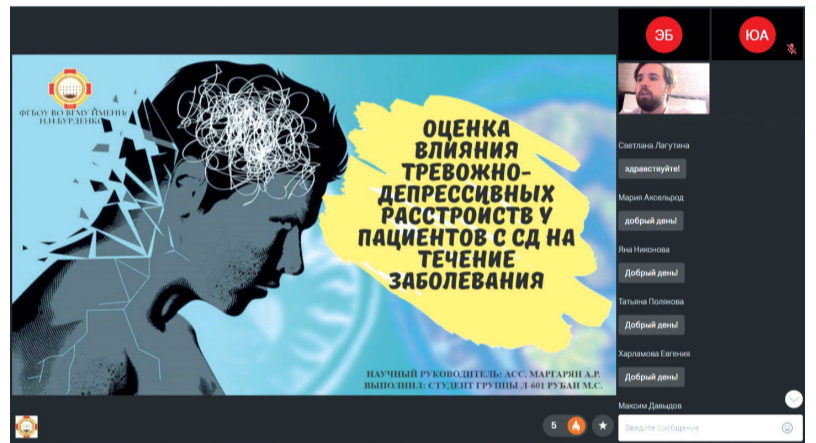 ФГБОУ ВО ВГМУ ИМЕНИ
Н.Н.БУРДЕНКО
ОЦЕНКА
ВЛИЯНИЯ
ТРЕВОЖНО-
ДЕПРЕССИВНЫХ
РАССТРОЙСТВ У
ПАЦИЕНТОВ С СД НА
ТЕЧЕНИЕ
ЗАБОЛЕВАНИЯ
НАУЧНЫЙ РУКОВОДИТЕЛЬ: АСС. МАРГАРЯН А.Р.
ВЫПОЛНИЛ: СТУДЕНТ ГРУППЫ Л-601 РУБАН М.С.
5
ЭБ
ЮА
Светлана Лагутина
здравствуйте!
Мария Аксельрод
добрый день!
Яна Никонова
Добрый день!
Татьяна Полякова
Добрый день!
Харламова Евгения
Добрый день!
Максим Давыдов
Введите сообщение